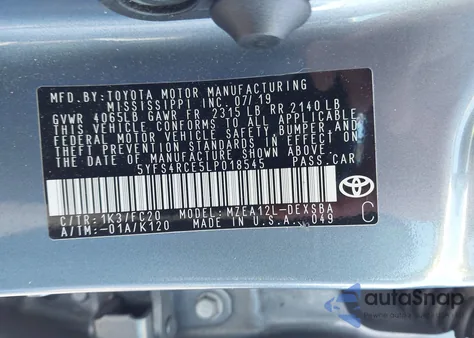 MFD.BY:TOYOTA MOTOR MANUFACTURING
MISSISSIPPI INC. 07/19
GVWR 4065LB GAWR FR 2315 LB RR 2140 LB
THIS VEHICLE CONFORMS TO ALL APPLICABLE
FEDERAL MOTOR VEHICLE SAFETY, BUMPER, AND
THEFT PREVENTION STANDARDS IN EFFECT ON
THE DATE OF MANUFACTURE SHOWN ABOVE.
5YFS4RCE5LP018545 PASS.CAR
TOYOTA
C/TR:1K3/FC20 MODEL:MZEA12L-DEXSBA
A/TM:-01A/K120
MADE IN U.S.A. 049
C
autoSnap